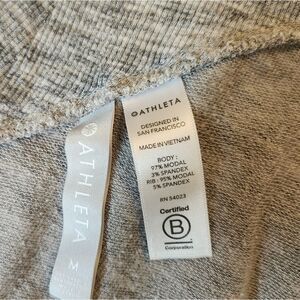 ATHLETA
M
ATHLETA
DESIGNED IN
SAN FRANCISCO
MADE IN VIETNAM
BODY :
97% MODAL
3% SPANDEX
RIB : 95% MODAL
5% SPANDEX
RN 54023
Certified
B
Corporation